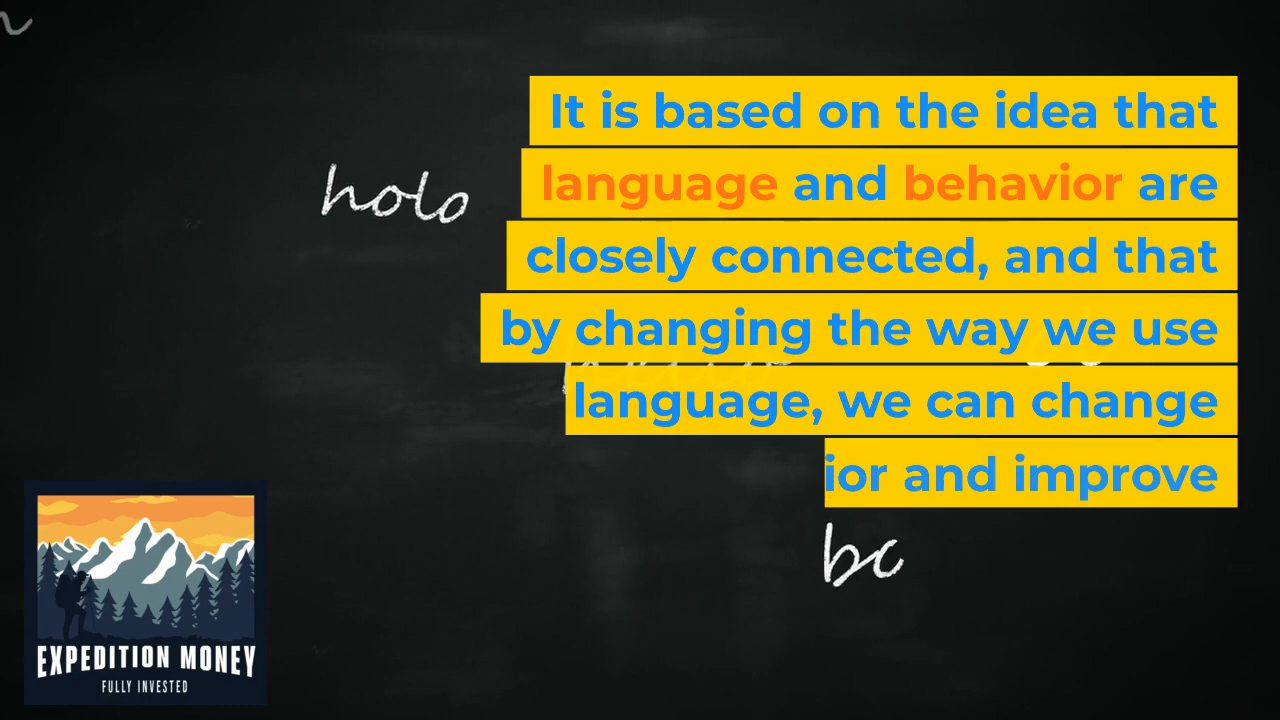 It is based on the idea that
language and behavior are
closely connected, and that
by changing the way we use
language, we can change
ior and improve
holo
bc
EXPEDITION MONEY
FULLY INVESTED